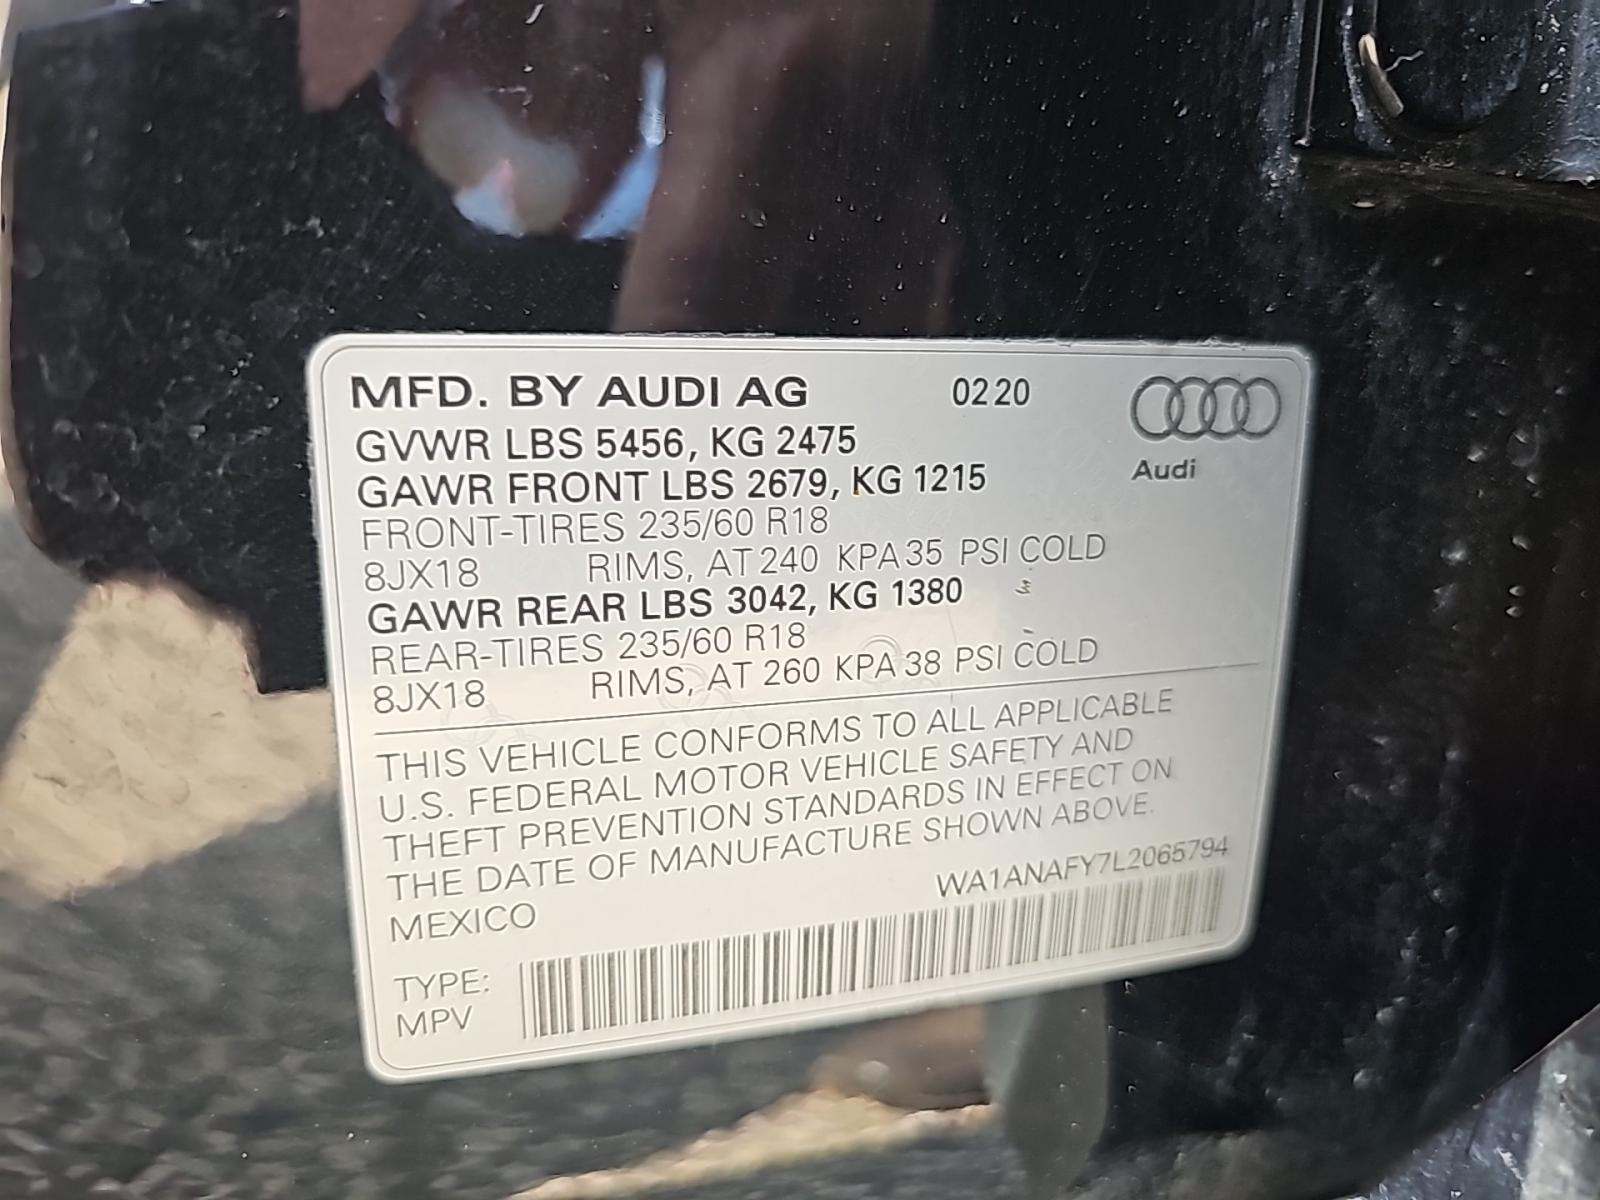 MFD. BY AUDI AG 0220
Audi
GVWR LBS 5456, KG 2475
GAWR FRONT LBS 2679, KG 1215
FRONT-TIRES 235/60 R18
8JX18 RIMS, AT 240 KPA 35 PSI COLD
GAWR REAR LBS 3042, KG 1380
REAR-TIRES 235/60 R18
8JX18 RIMS, AT 260 KPA 38 PSI COLD
THIS VEHICLE CONFORMS TO ALL APPLICABLE
U.S. FEDERAL MOTOR VEHICLE SAFETY AND
THEFT PREVENTION STANDARDS IN EFFECT ON
THE DATE OF MANUFACTURE SHOWN ABOVE.
MEXICO WA1ANAFY7L2065794
TYPE:
MPV